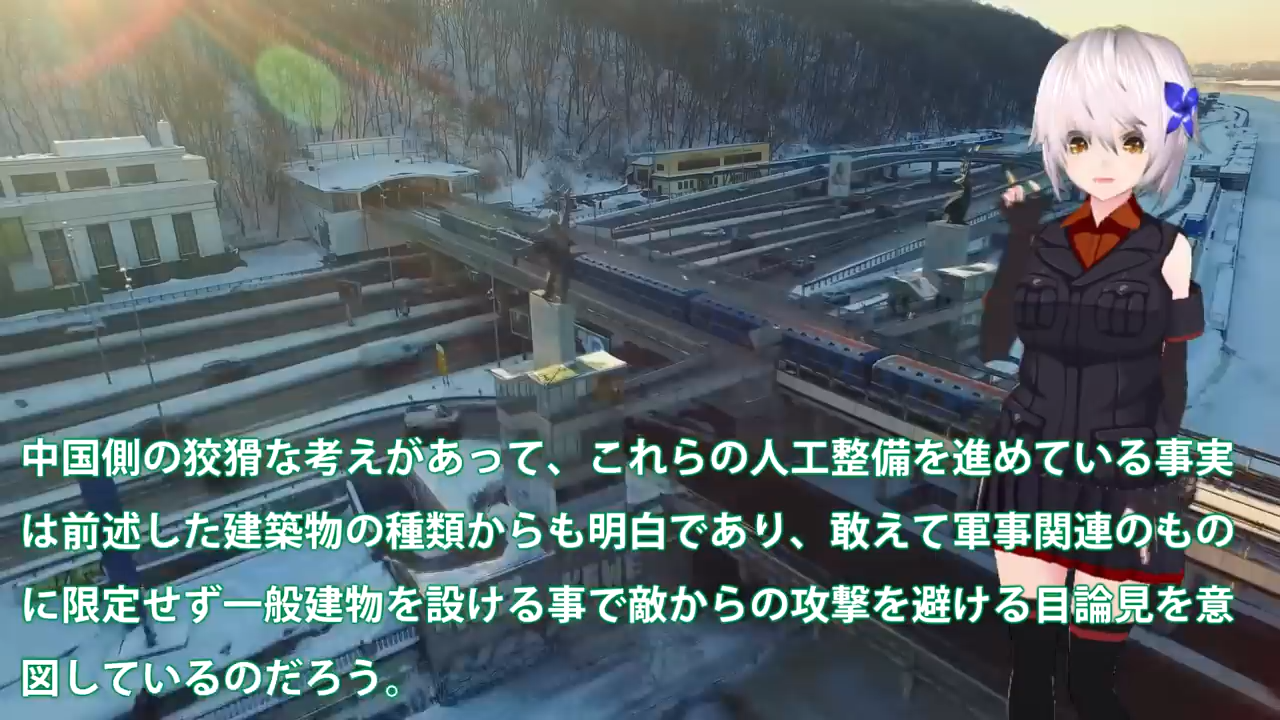 中国側の狡猾な考えがあって、これらの人工整備を進めている事実
は前述した建築物の種類からも明白であり、敢えて軍事関連のもの
に限定せず一般建物を設ける事で敵からの攻撃を避ける目論見を意
図しているのだろう。